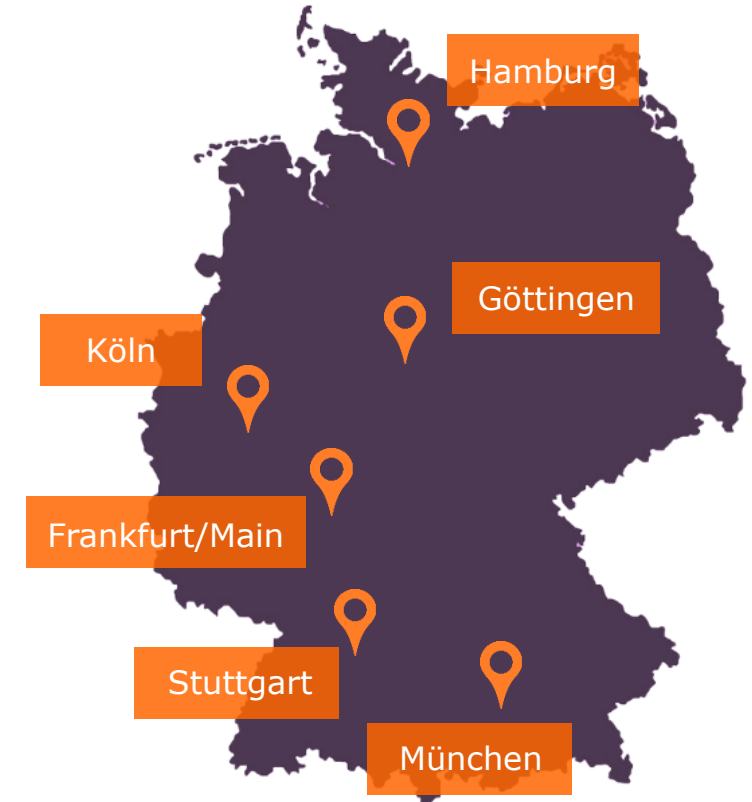 Hamburg
Göttingen
Köln
Frankfurt/Main
Stuttgart
München